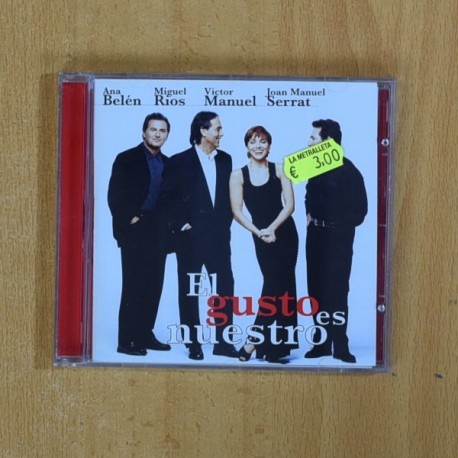 Ana Miguel Víctor Joan Manuel
Belén Ríos Manuel Serrat
LA METRALLETA
€ 3,00
El
gusto
es
nuestro